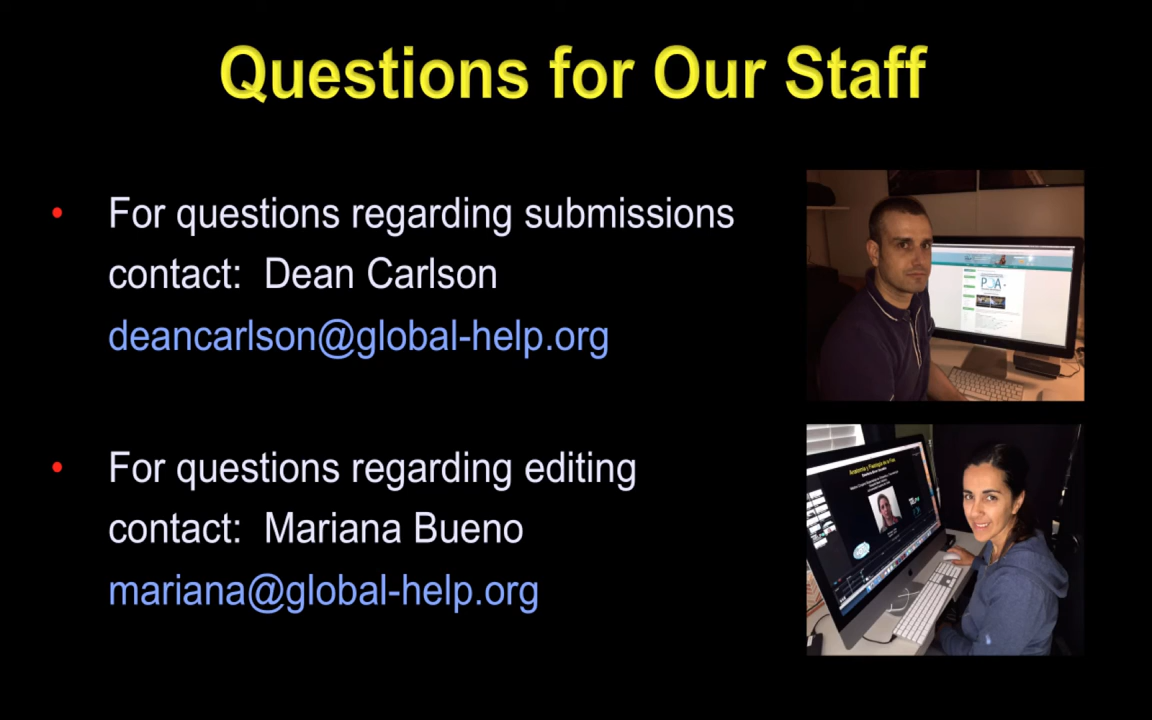 Questions for Our Staff
• For questions regarding submissions
contact: Dean Carlson
deancarlson@global-help.org
• For questions regarding editing
contact: Mariana Bueno
mariana@global-help.org